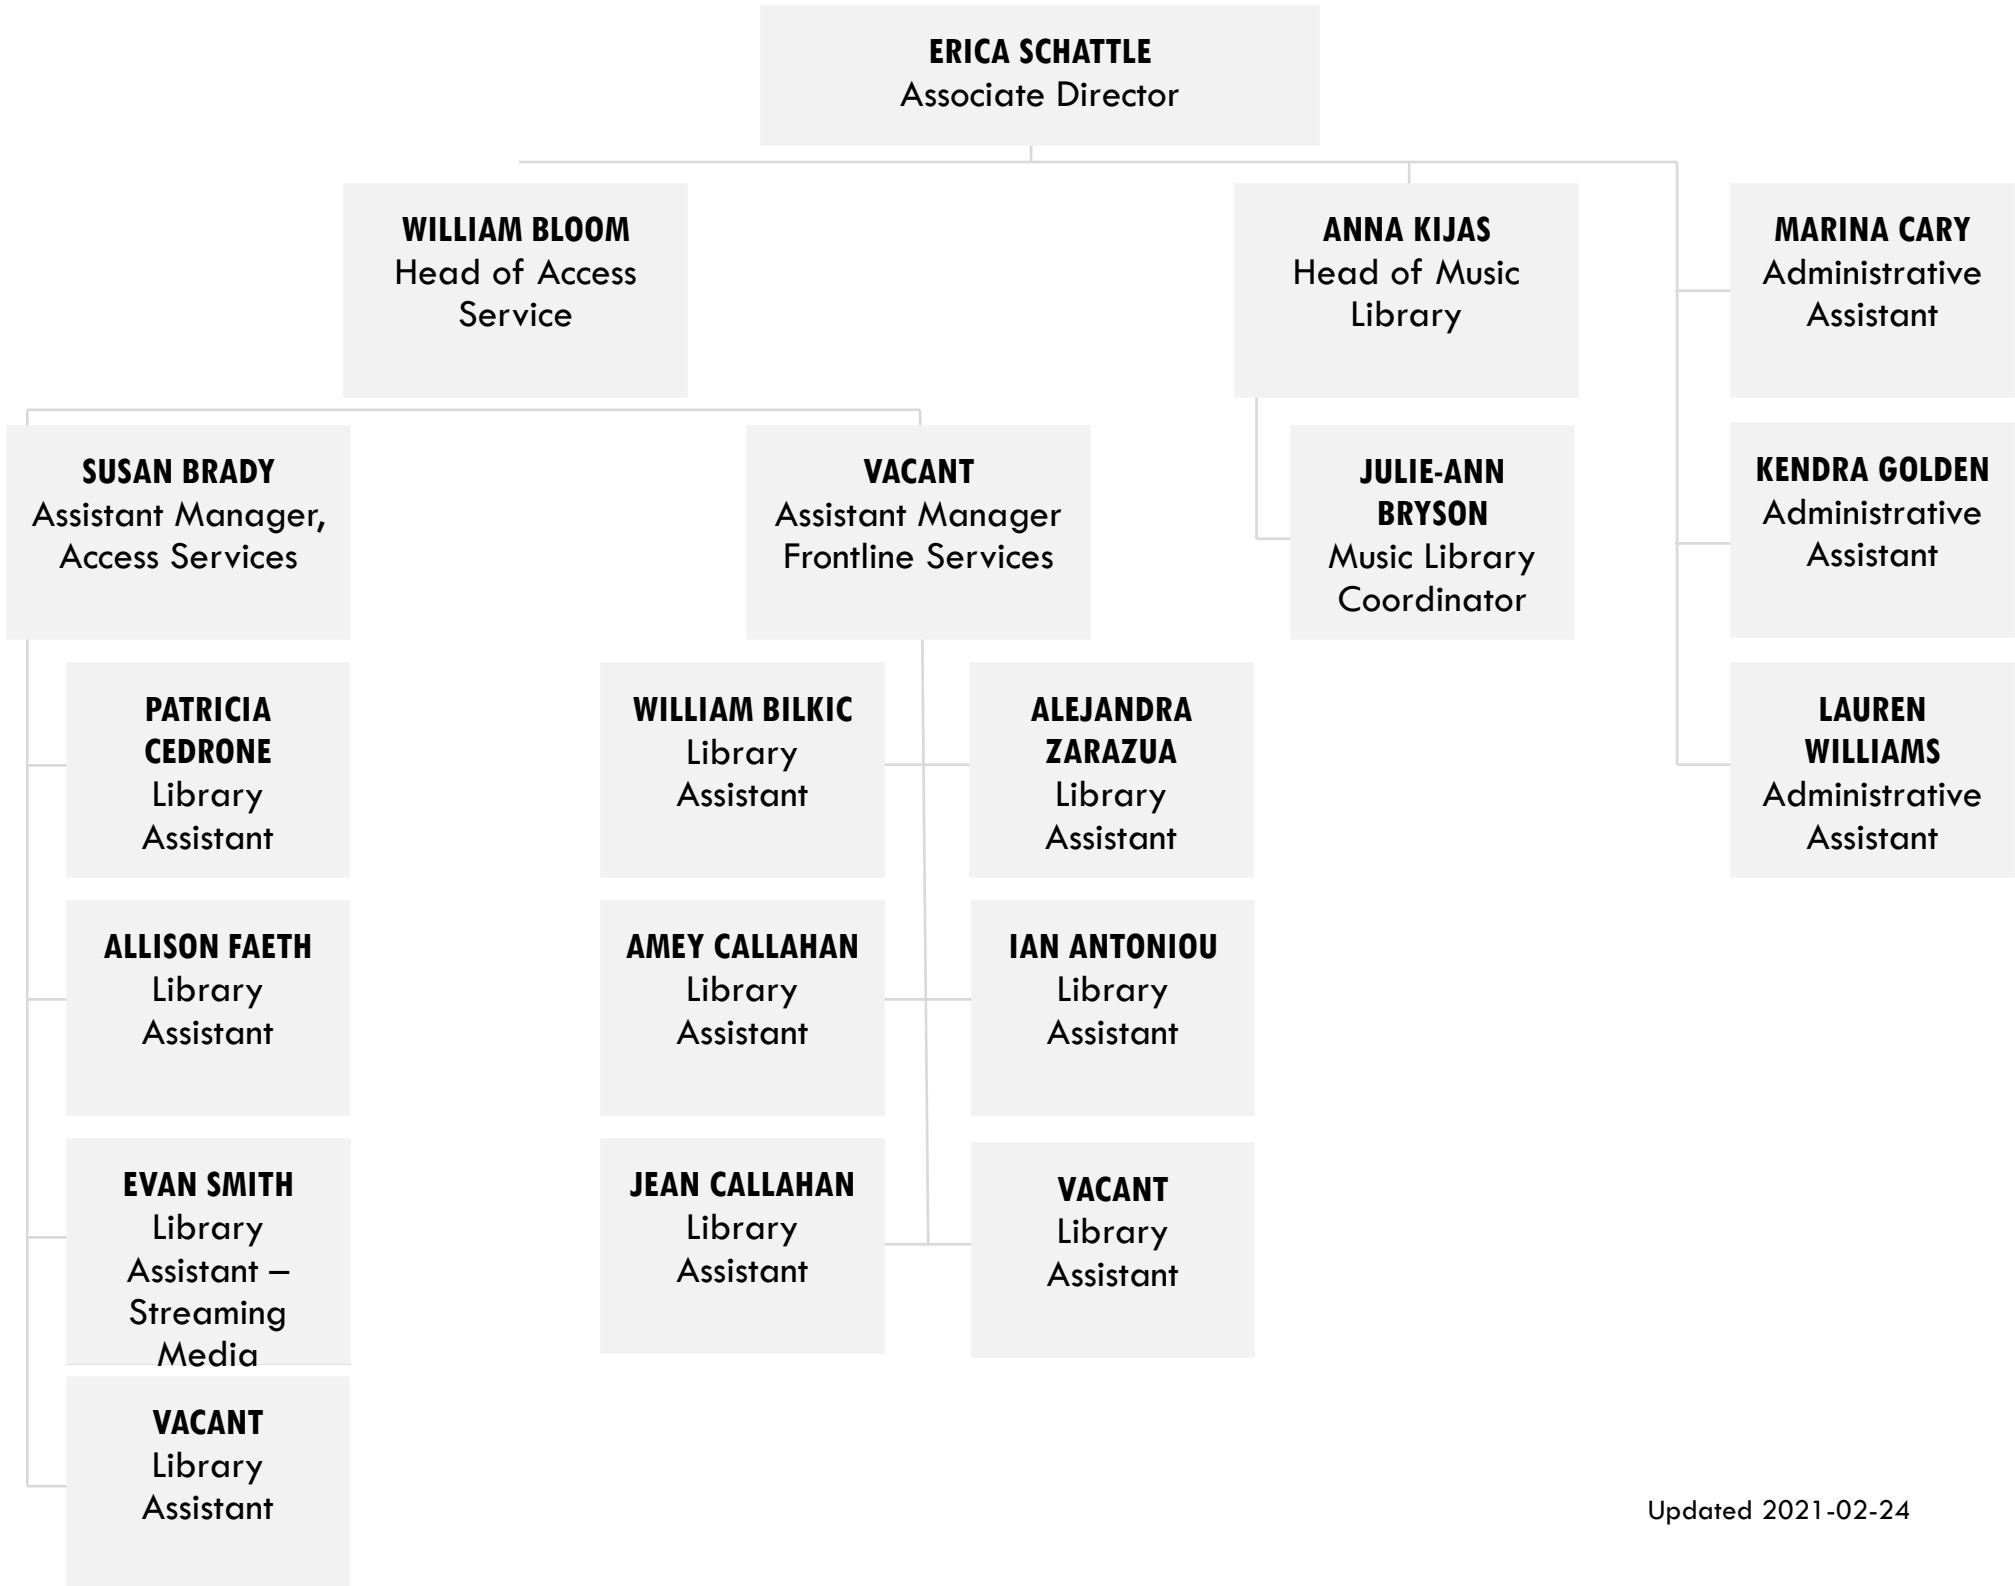 ERICA SCHATTLE
Associate Director
WILLIAM BLOOM
Head of Access
Service
ANNA KIJAS
Head of Music
Library
MARINA CARY
Administrative
Assistant
SUSAN BRADY
Assistant Manager,
Access Services
VACANT
Assistant Manager
Frontline Services
JULIE-ANN
BRYSON
Music Library
Coordinator
KENDRA GOLDEN
Administrative
Assistant
PATRICIA
CEDRONE
Library
Assistant
WILLIAM BILKIC
Library
Assistant
ALEJANDRA
ZARAZUA
Library
Assistant
LAUREN
WILLIAMS
Administrative
Assistant
ALLISON FAETH
Library
Assistant
AMEY CALLAHAN
Library
Assistant
IAN ANTONIOU
Library
Assistant
EVAN SMITH
Library
Assistant –
Streaming
Media
JEAN CALLAHAN
Library
Assistant
VACANT
Library
Assistant
VACANT
Library
Assistant
Updated 2021-02-24